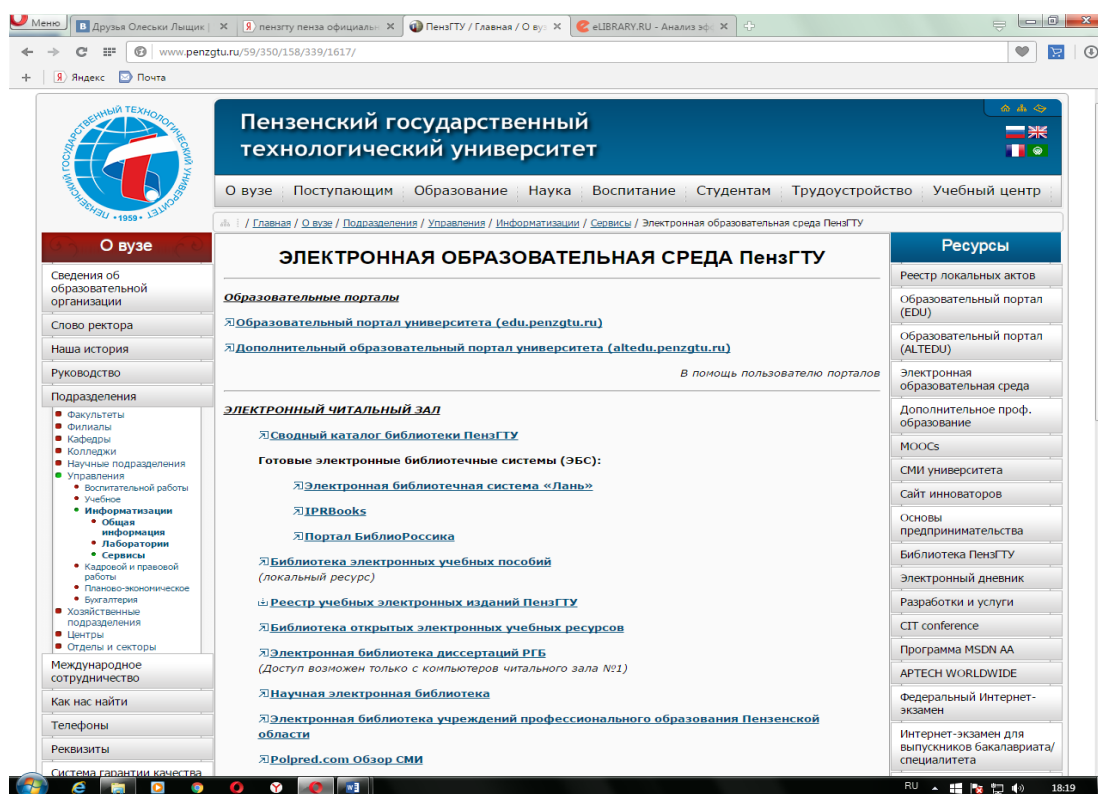 Меню
Друзья Олеськи Лыщик |
пензгту пенза официальн
ПензГТУ / Главная / О ву
eLIBRARY.RU - Анализ эф
www.penzgtu.ru/59/350/158/339/1617/
Яндекс
Почта
ПЕНЗЕНСКИЙ ГОСУДАРСТВЕННЫЙ ТЕХНОЛОГИЧЕСКИЙ УНИВЕРСИТЕТ
•1959•
Пензенский государственный
технологический университет
О вузе Поступающим Образование Наука Воспитание Студентам Трудоустройство Учебный центр
/ Главная / О вузе / Подразделения / Управления / Информатизации / Сервисы / Электронная образовательная среда ПензГТУ
О вузе
Сведения об
образовательной
организации
Слово ректора
Наша история
Руководство
Подразделения
Факультеты
Филиалы
Кафедры
Колледжи
Научные подразделения
Управления
Воспитательной работы
Учебное
Информатизации
Общая
информация
Лаборатории
Сервисы
Кадровой и правовой
работы
Планово-экономическое
Бухгалтерия
Хозяйственные
подразделения
Центры
Отделы и секторы
Международное
сотрудничество
Как нас найти
Телефоны
Реквизиты
Система гарантии качества
ЭЛЕКТРОННАЯ ОБРАЗОВАТЕЛЬНАЯ СРЕДА ПензГТУ
Образовательные порталы
Образовательный портал университета (edu.penzgtu.ru)
Дополнительный образовательный портал университета (altedu.penzgtu.ru)
В помощь пользователю порталов
ЭЛЕКТРОННЫЙ ЧИТАЛЬНЫЙ ЗАЛ
Сводный каталог библиотеки ПензГТУ
Готовые электронные библиотечные системы (ЭБС):
Электронная библиотечная система «Лань»
IPRBooks
Портал БиблиоРоссика
Библиотека электронных учебных пособий
(локальный ресурс)
Реестр учебных электронных изданий ПензГТУ
Библиотека открытых электронных учебных ресурсов
Электронная библиотека диссертаций РГБ
(Доступ возможен только с компьютеров читального зала №1)
Научная электронная библиотека
Электронная библиотека учреждений профессионального образования Пензенской
области
Polpred.com Обзор СМИ
Ресурсы
Реестр локальных актов
Образовательный портал
(EDU)
Образовательный портал
(ALTEDU)
Электронная
образовательная среда
Дополнительное проф.
образование
MOOCs
СМИ университета
Сайт инноваторов
Основы
предпринимательства
Библиотека ПензГТУ
Электронный дневник
Разработки и услуги
CIT conference
Программа MSDN AA
APTECH WORLDWIDE
Федеральный Интернет-
экзамен
Интернет-экзамен для
выпускников бакалавриата/
специалитета
RU
18:19